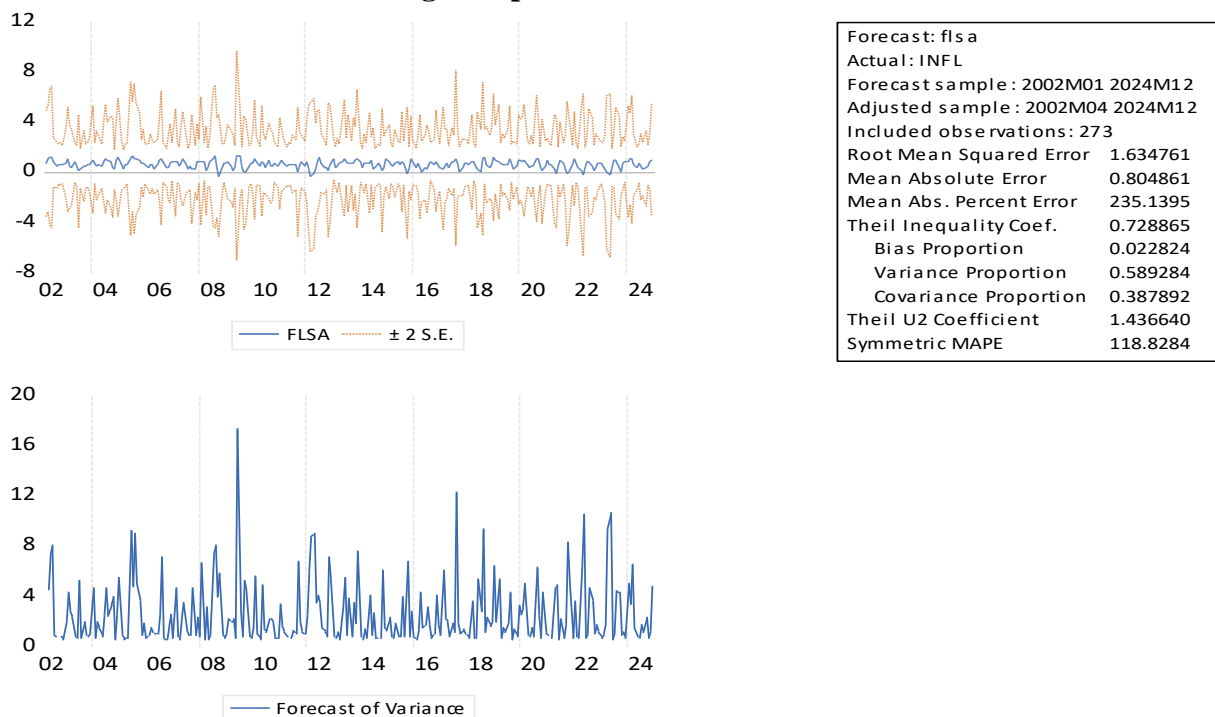 12
8
4
0
-4
-8
02 04 06 08 10 12 14 16 18 20 22 24
FLSA ± 2 S.E.
Forecast: flsa
Actual: INFL
Forecast sample: 2002M01 2024M12
Adjusted sample: 2002M04 2024M12
Included observations: 273
Root Mean Squared Error 1.634761
Mean Absolute Error 0.804861
Mean Abs. Percent Error 235.1395
Theil Inequality Coef. 0.728865
Bias Proportion 0.022824
Variance Proportion 0.589284
Covariance Proportion 0.387892
Theil U2 Coefficient 1.436640
Symmetric MAPE 118.8284
20
16
12
8
4
0
02 04 06 08 10 12 14 16 18 20 22 24
Forecast of Variance